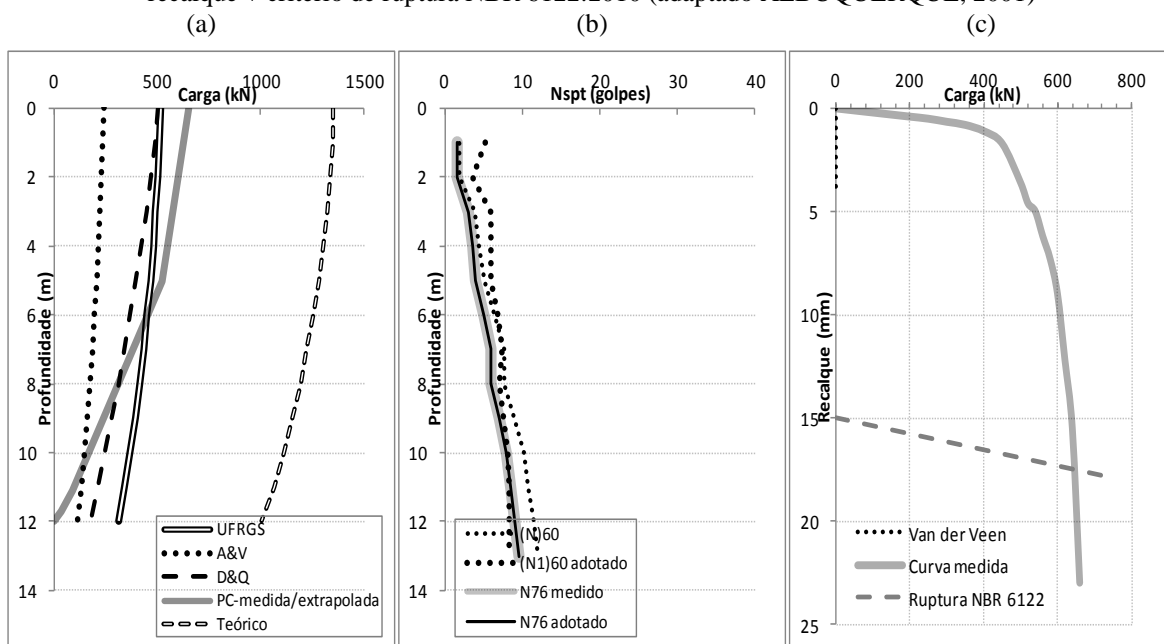 recalque v critério de ruptura NBR 6122:2010 (adaptado ALBUQUERQUE, 2001)
(a) (b) (c)
0 500 1000 1500
Carga (kN)
0
2
4
6
8
10
12
14
Profundidade (m)
UFRGS
A&V
D&Q
PC-medida/extrapolada
Teórico
0 10 20 30 40
Nspt (golpes)
0
2
4
6
8
10
12
14
Profundidade (m)
(N)60
(N1)60 adotado
N76 medido
N76 adotado
0 200 400 600 800
Carga (kN)
0
5
10
15
20
25
Recalque (mm)
Van der Veen
Curva medida
Ruptura NBR 6122